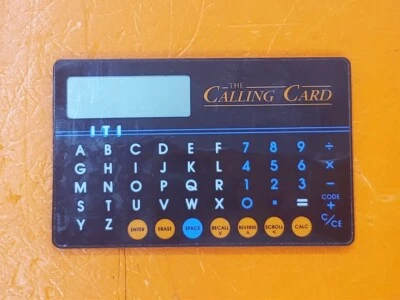 THE
CALLING CARD
ITI
A B C D E F 7 8 9 ÷
G H I J K L 4 5 6 ×
M N O P Q R 1 2 3 −
CODE
S T U V W X 0 . = +
Y Z ENTER ERASE SPACE RECALL ∨ REVERSE ∧ SCROLL < CALC C/CE